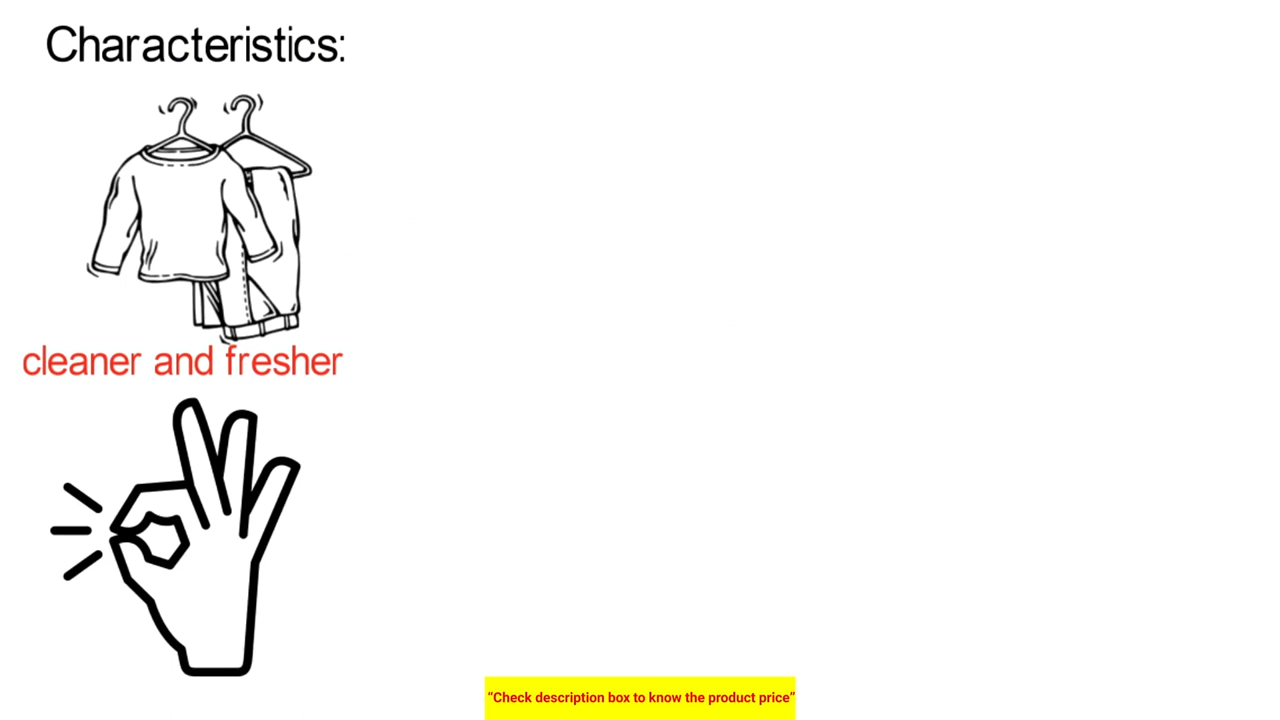 Characteristics:
cleaner and fresher
“Check description box to know the product price”